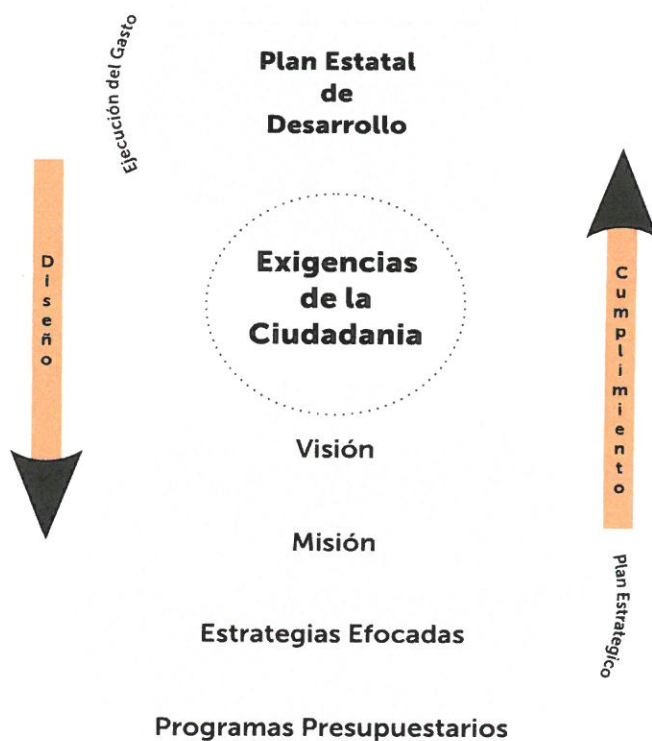 Ejecución del Gasto
Plan Estatal
de
Desarrollo
Diseño
Exigencias
de la
Ciudadania
Cumplimiento
Visión
Misión
Estrategias Efocadas
Plan Estrategico
Programas Presupuestarios